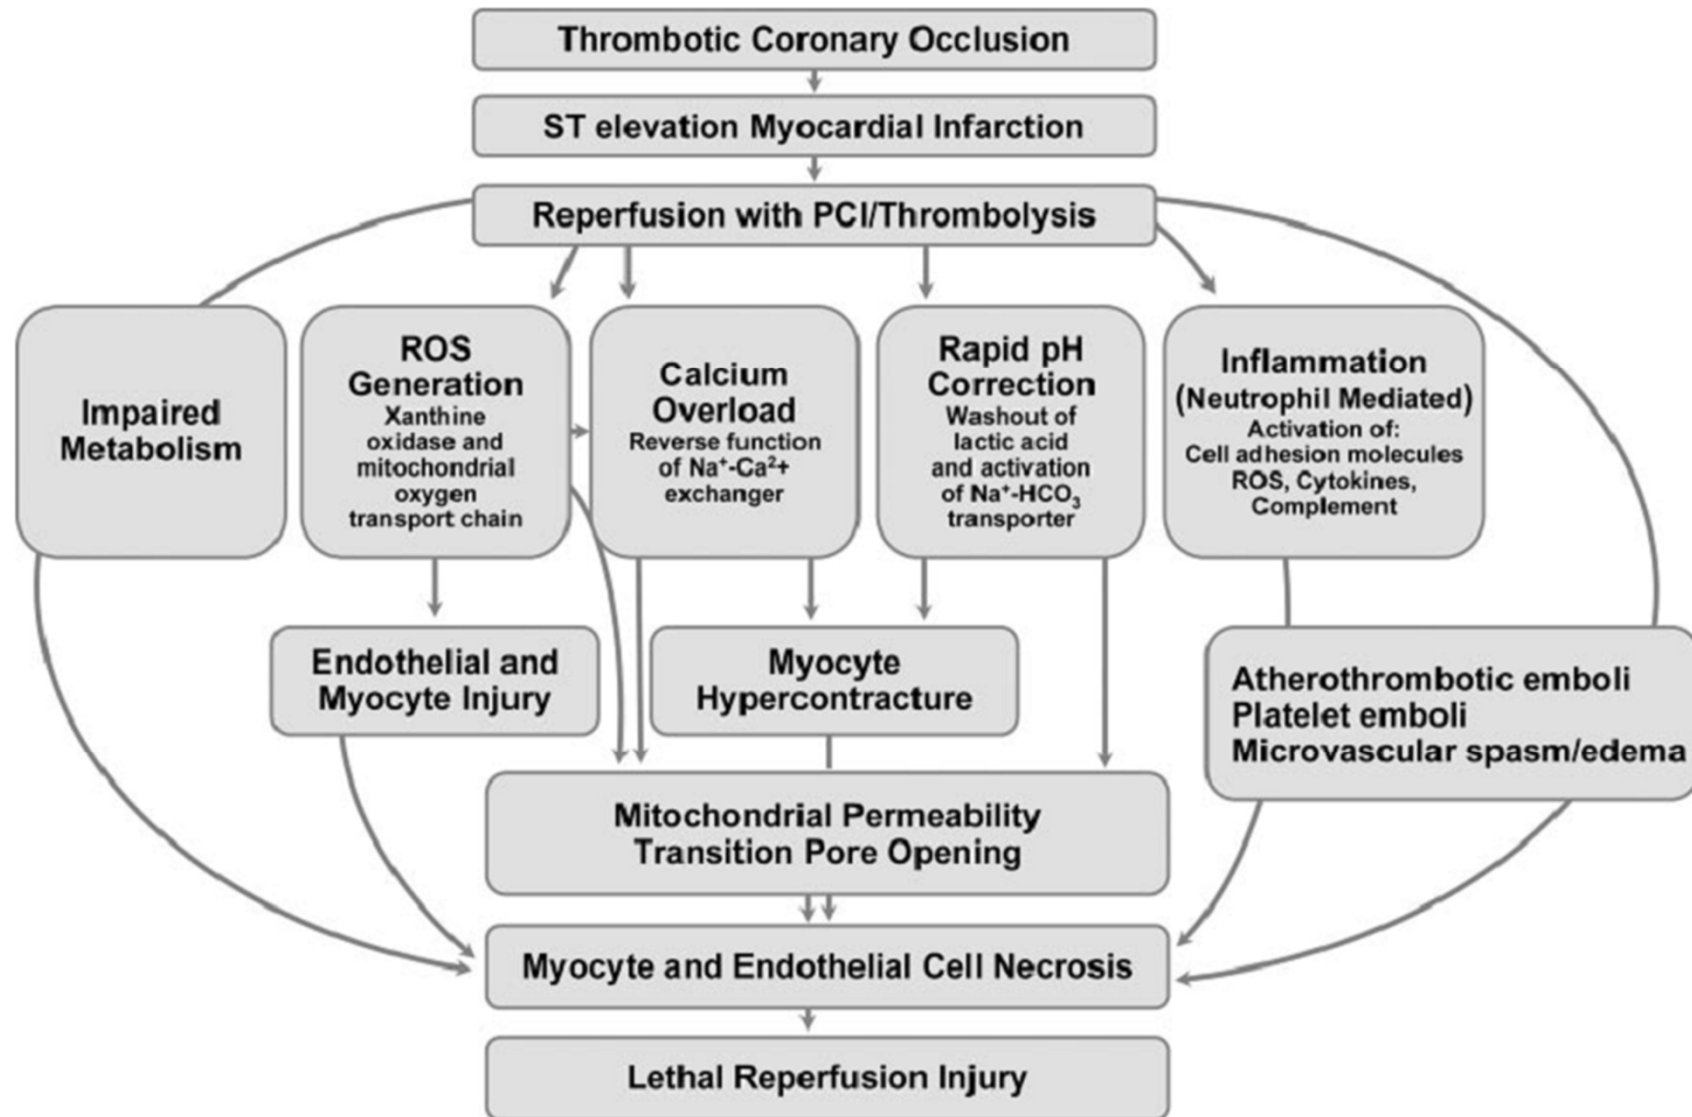 Thrombotic Coronary Occlusion
ST elevation Myocardial Infarction
Reperfusion with PCI/Thrombolysis
Impaired
Metabolism
ROS
Generation
Xanthine
oxidase and
mitochondrial
oxygen
transport chain
Calcium
Overload
Reverse function
of Na⁺-Ca²+
exchanger
Rapid pH
Correction
Washout of
lactic acid
and activation
of Na⁺-HCO₃
transporter
Inflammation
(Neutrophil Mediated)
Activation of:
Cell adhesion molecules
ROS, Cytokines,
Complement
Endothelial and
Myocyte Injury
Myocyte
Hypercontracture
Atherothrombotic emboli
Platelet emboli
Microvascular spasm/edema
Mitochondrial Permeability
Transition Pore Opening
Myocyte and Endothelial Cell Necrosis
Lethal Reperfusion Injury